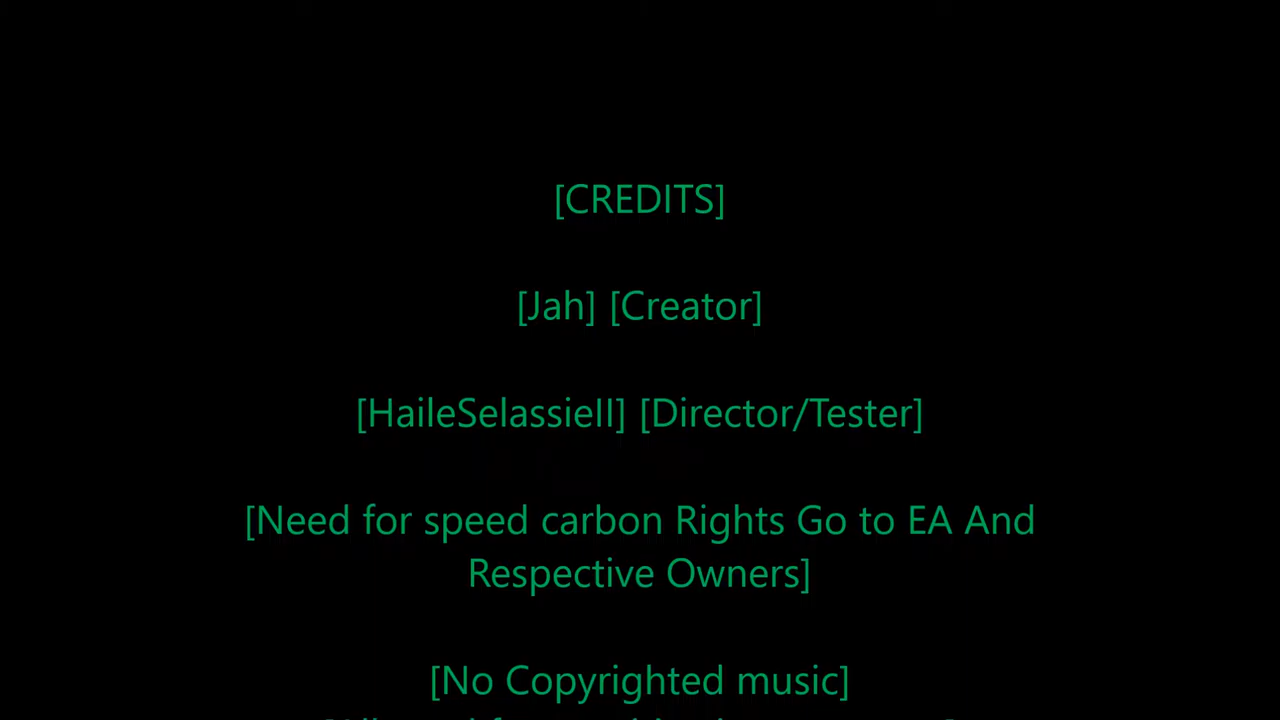 [CREDITS]
[Jah] [Creator]
[HaileSelassieII] [Director/Tester]
[Need for speed carbon Rights Go to EA And
Respective Owners]
[No Copyrighted music]